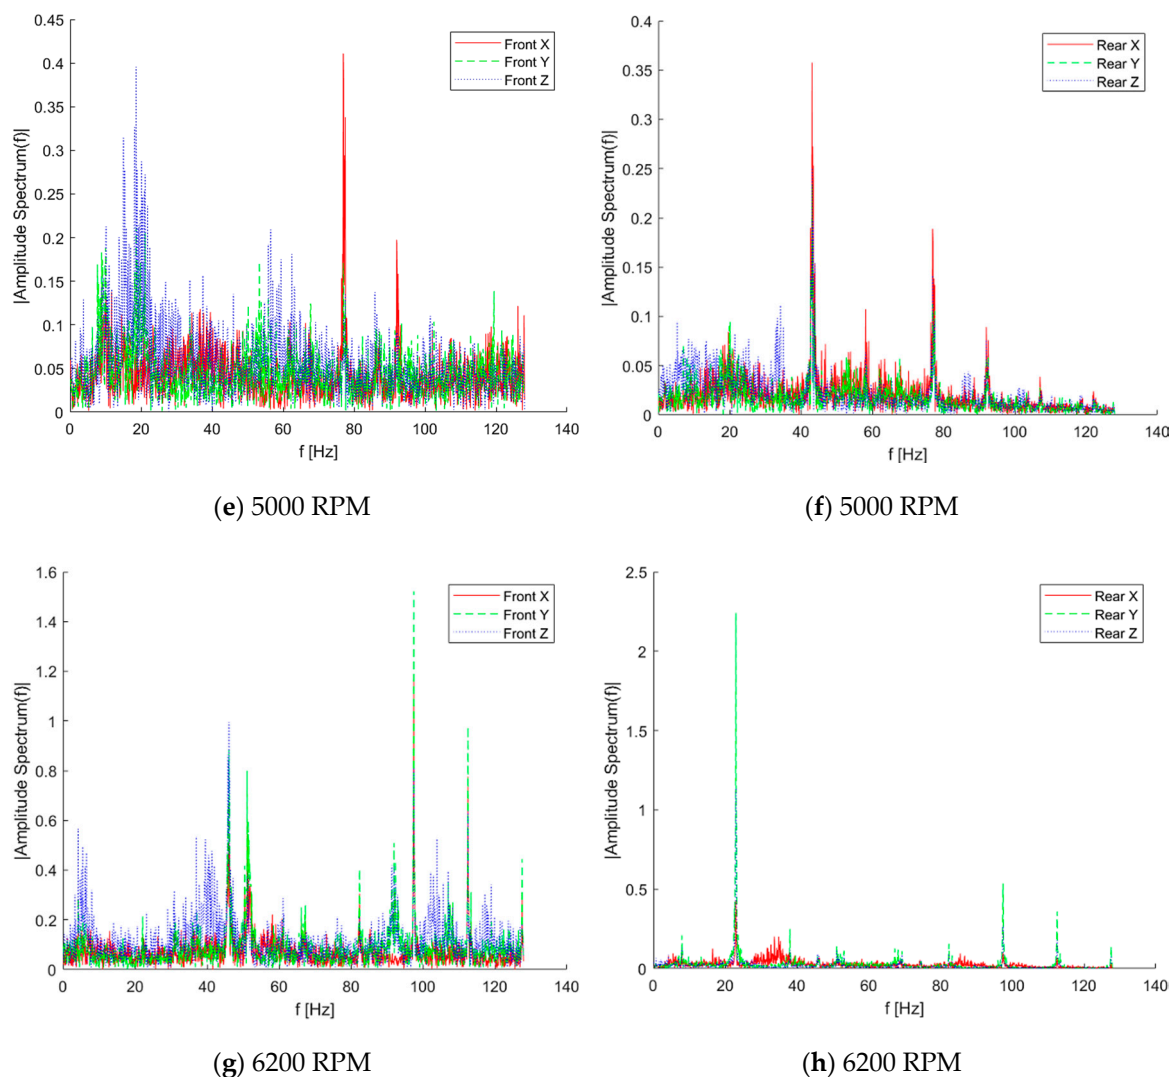 0.45
0.4
0.35
0.3
0.25
0.2
0.15
0.1
0.05
0
|Amplitude Spectrum(f)|
Front X
Front Y
Front Z
0 20 40 60 80 100 120 140
f [Hz]
(e) 5000 RPM
0.4
0.35
0.3
0.25
0.2
0.15
0.1
0.05
0
|Amplitude Spectrum(f)|
Rear X
Rear Y
Rear Z
0 20 40 60 80 100 120 140
f [Hz]
(f) 5000 RPM
1.6
1.4
1.2
1
0.8
0.6
0.4
0.2
0
|Amplitude Spectrum(f)|
Front X
Front Y
Front Z
0 20 40 60 80 100 120 140
f [Hz]
(g) 6200 RPM
2.5
2
1.5
1
0.5
0
|Amplitude Spectrum(f)|
Rear X
Rear Y
Rear Z
0 20 40 60 80 100 120 140
f [Hz]
(h) 6200 RPM